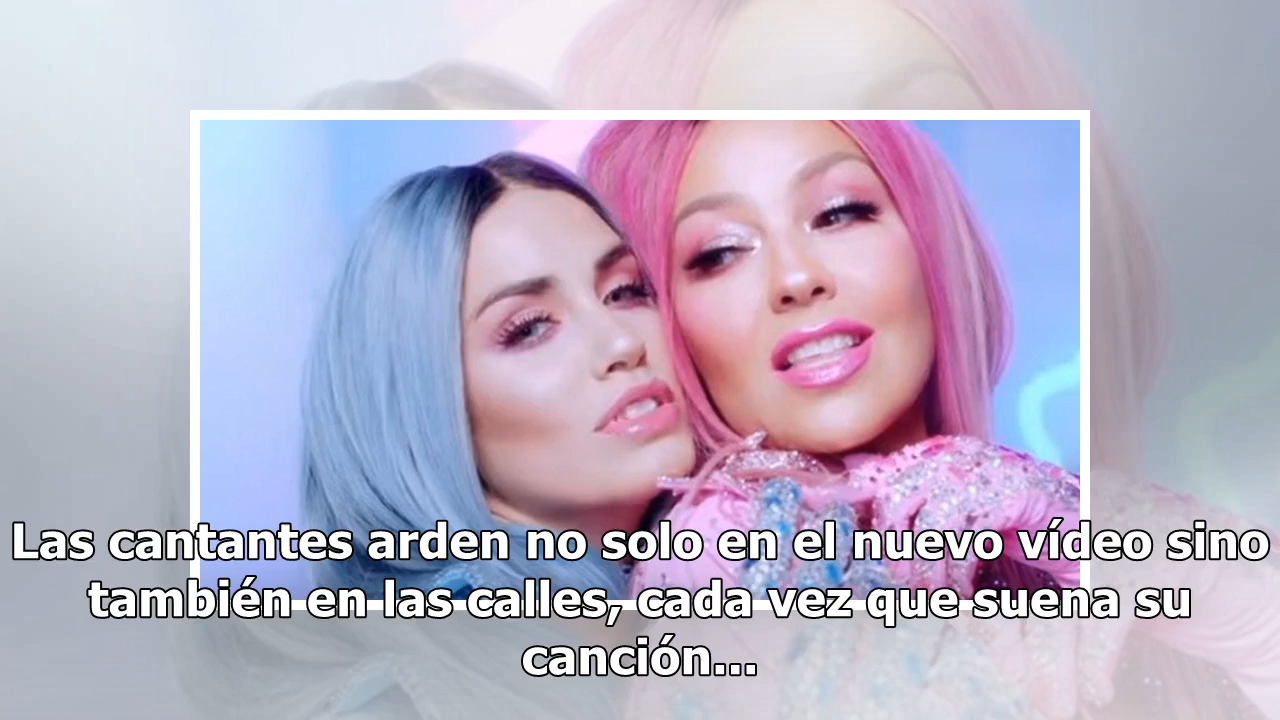 Las cantantes arden no solo en el nuevo vídeo sino
también en las calles, cada vez que suena su
canción...